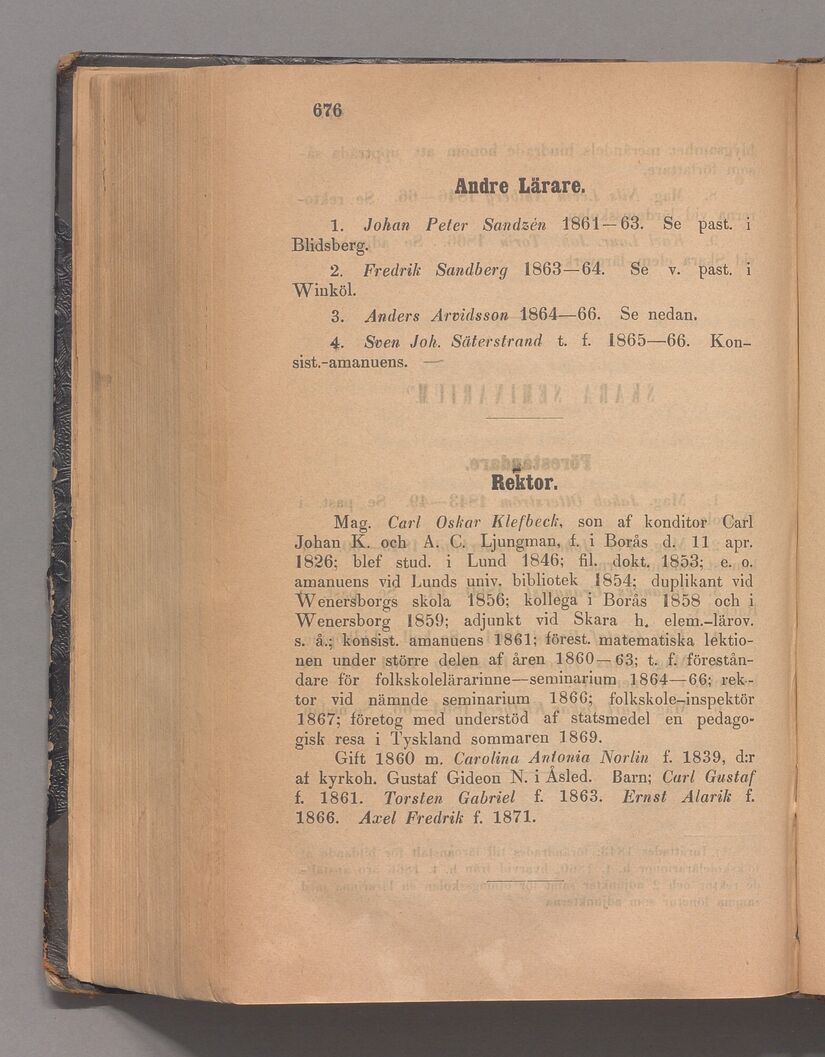 676
Andre Lärare.
1. Johan Peter Sandzén 1861—63. Se past. i
Blidsberg.
2. Fredrik Sandberg 1863—64. Se v. past. i
Winköl.
3. Anders Arvidsson 1864—66. Se nedan.
4. Sven Joh. Säterstrand t. f. 1865—66. Kon-
sist.-amanuens. —
Rektor.
Mag. Carl Oskar Klefbeck, son af konditor Carl
Johan K. och A. C. Ljungman, f. i Borås d. 11 apr.
1826; blef stud. i Lund 1846; fil. dokt. 1853; e. o.
amanuens vid Lunds univ. bibliotek 1854; duplikant vid
Wenersborgs skola 1856; kollega i Borås 1858 och i
Wenersborg 1859; adjunkt vid Skara h. elem.-lärov.
s. å.; konsist. amanuens 1861; förest. matematiska lektio-
nen under större delen af åren 1860—63; t. f. förestån-
dare för folkskolelärarinne—seminarium 1864—66; rek-
tor vid nämnde seminarium 1866; folkskole-inspektör
1867; företog med understöd af statsmedel en pedago-
gisk resa i Tyskland sommaren 1869.
Gift 1860 m. Carolina Antonia Norlin f. 1839, d:r
af kyrkoh. Gustaf Gideon N. i Åsled. Barn; Carl Gustaf
f. 1861. Torsten Gabriel f. 1863. Ernst Alarik f.
1866. Axel Fredrik f. 1871.